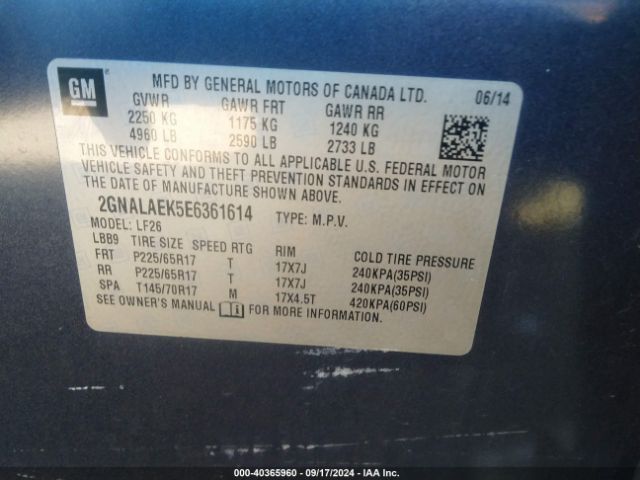 GM
MFD BY GENERAL MOTORS OF CANADA LTD. 06/14
GVWR GAWR FRT GAWR RR
2250 KG 1175 KG 1240 KG
4960 LB 2590 LB 2733 LB
THIS VEHICLE CONFORMS TO ALL APPLICABLE U.S. FEDERAL MOTOR
VEHICLE SAFETY AND THEFT PREVENTION STANDARDS IN EFFECT ON
THE DATE OF MANUFACTURE SHOWN ABOVE.
2GNALAEK5E6361614 TYPE: M.P.V.
MODEL: LF26
LBB9 TIRE SIZE SPEED RTG RIM COLD TIRE PRESSURE
FRT P225/65R17 T 17X7J 240KPA(35PSI)
RR P225/65R17 T 17X7J 240KPA(35PSI)
SPA T145/70R17 M 17X4.5T 420KPA(60PSI)
SEE OWNER'S MANUAL FOR MORE INFORMATION.
000-40365960 - 09/17/2024 - IAA Inc.